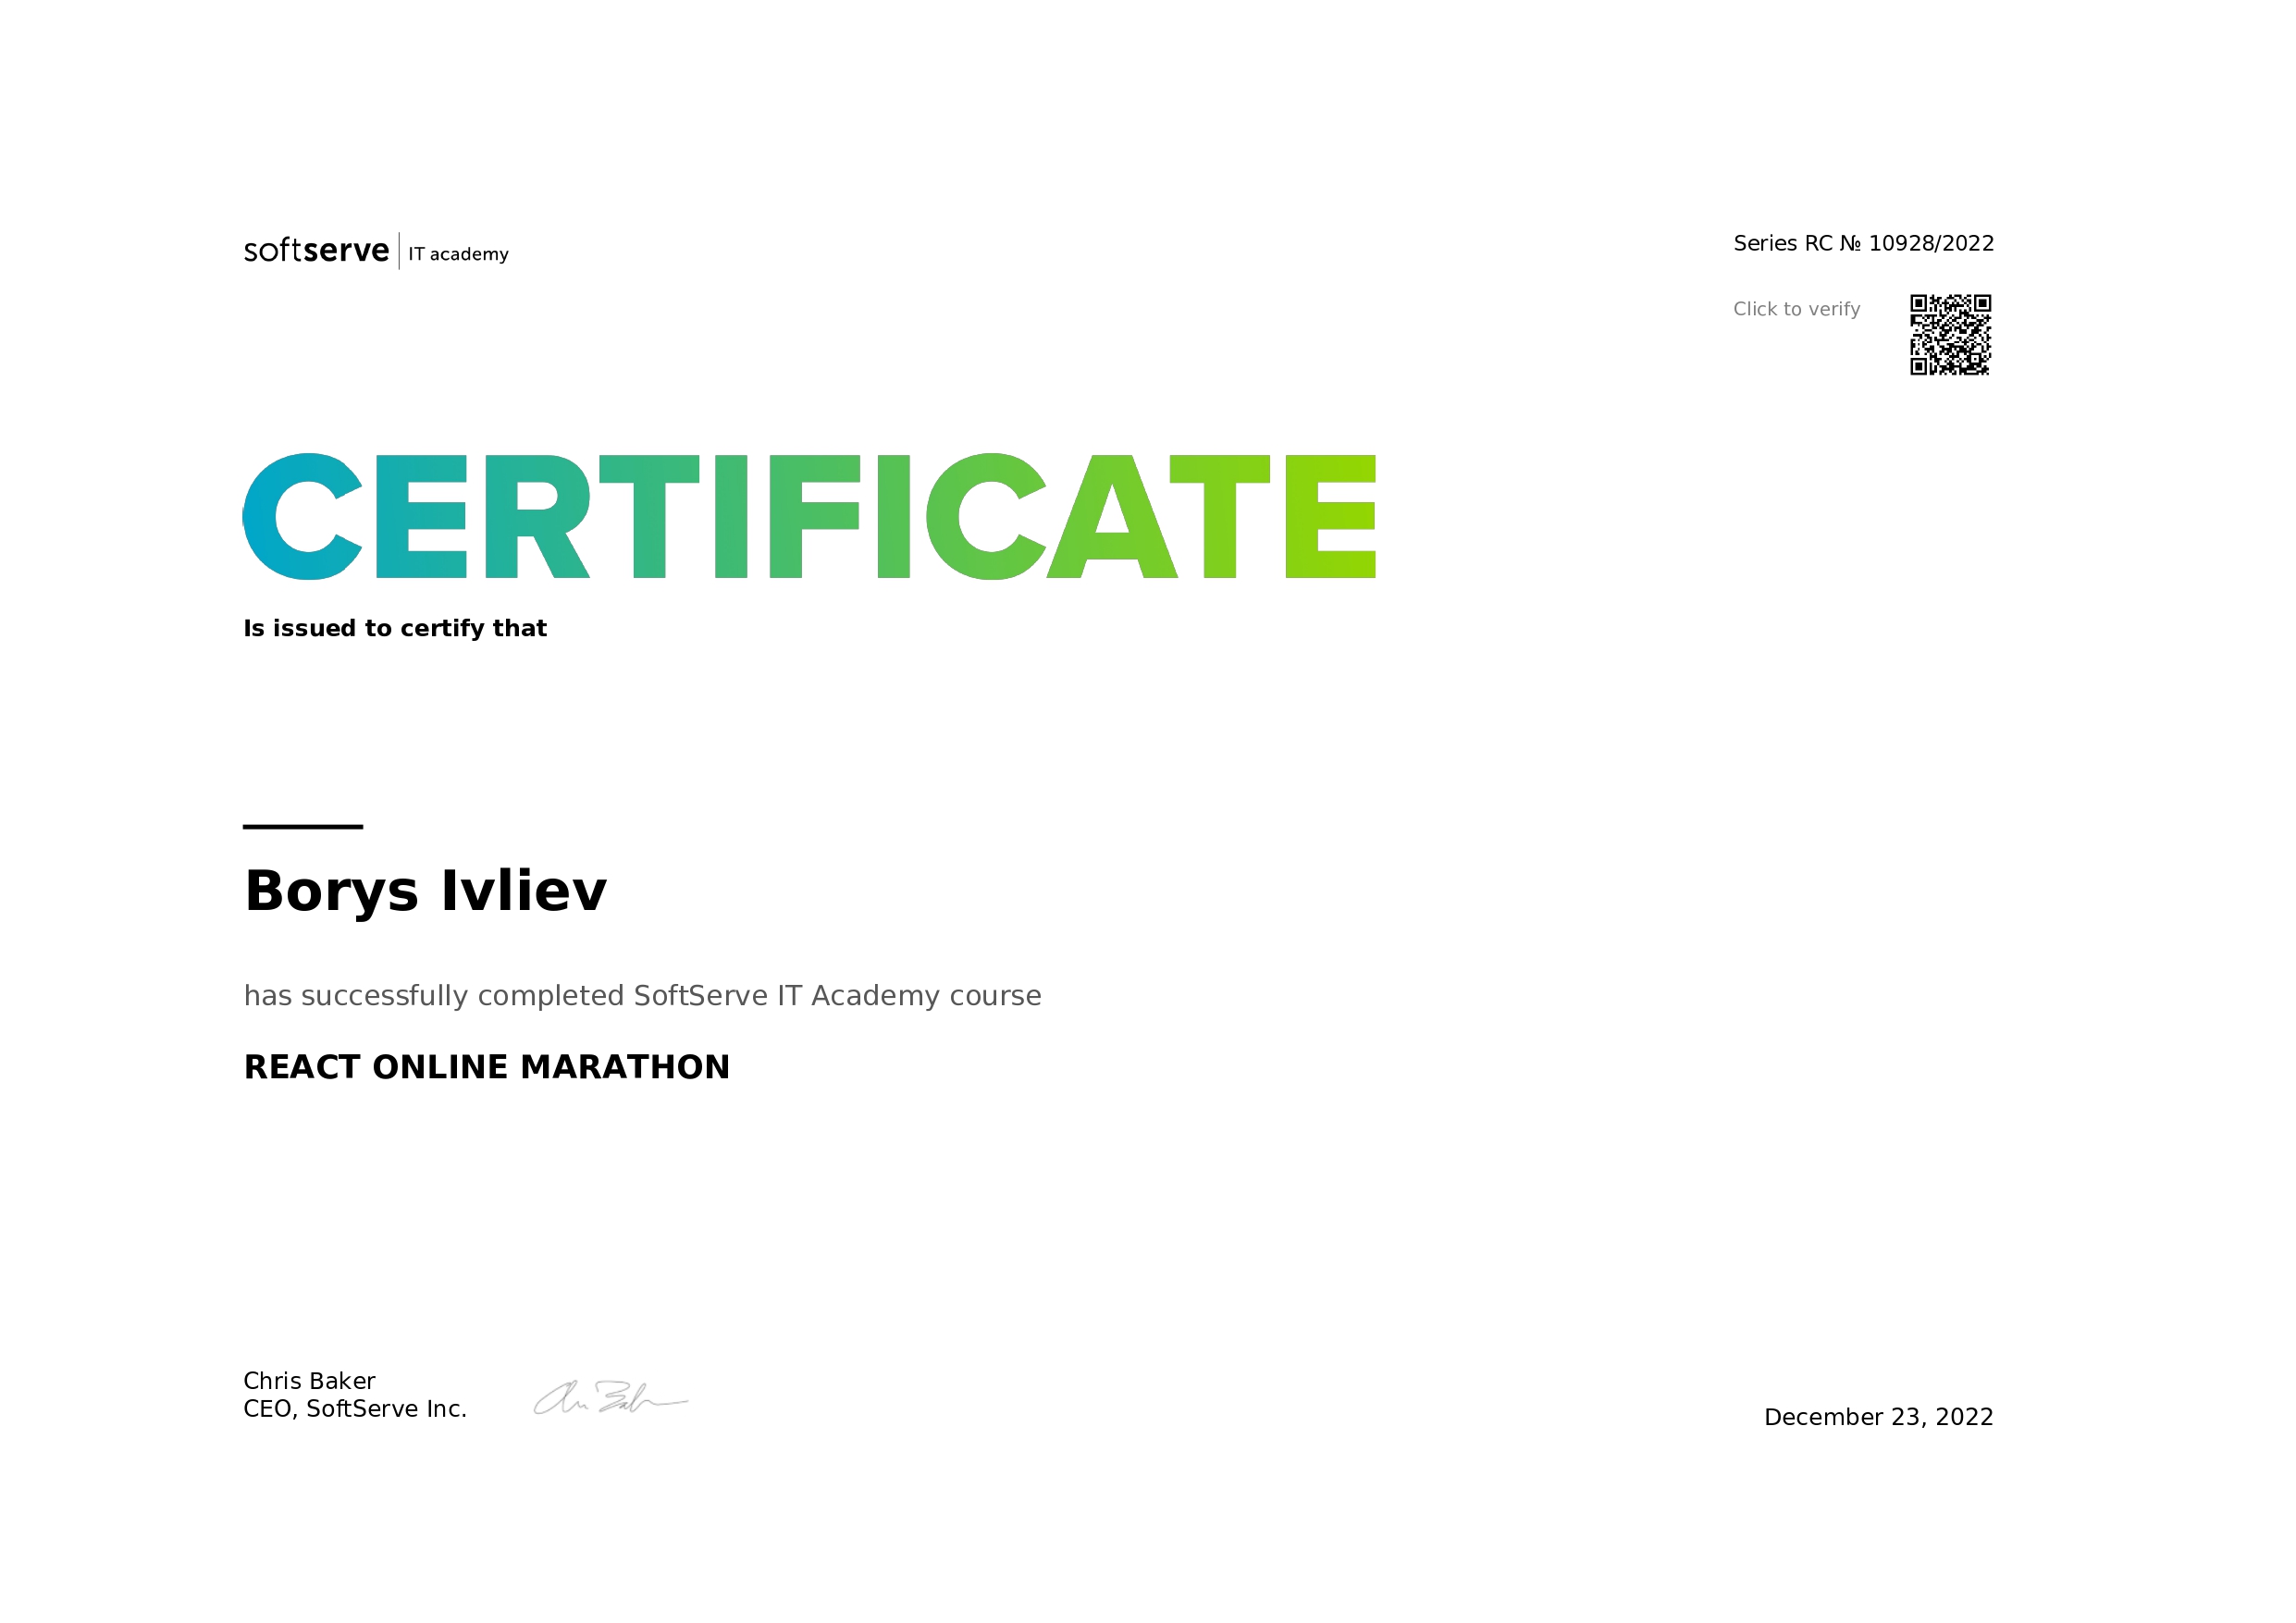 softserve IT academy
Series RC № 10928/2022
Click to verify
CERTIFICATE
Is issued to certify that
Borys Ivliev
has successfully completed SoftServe IT Academy course
REACT ONLINE MARATHON
Chris Baker
CEO, SoftServe Inc.
December 23, 2022